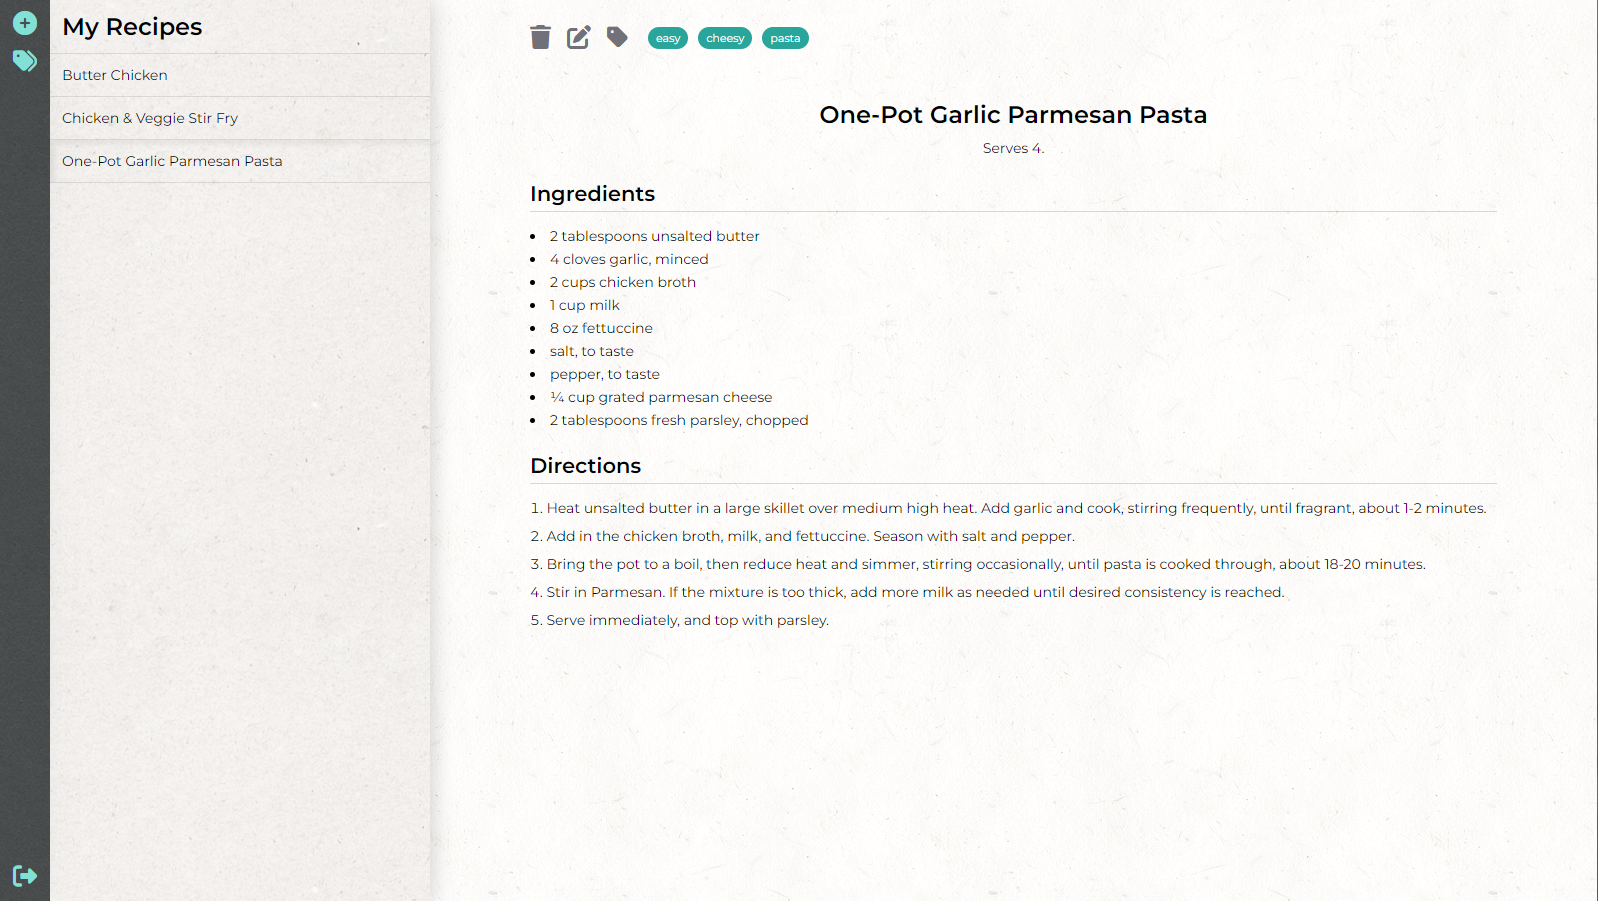 My Recipes
Butter Chicken
Chicken & Veggie Stir Fry
One-Pot Garlic Parmesan Pasta
easy cheesy pasta
One-Pot Garlic Parmesan Pasta
Serves 4.
Ingredients
• 2 tablespoons unsalted butter
• 4 cloves garlic, minced
• 2 cups chicken broth
• 1 cup milk
• 8 oz fettuccine
• salt, to taste
• pepper, to taste
• ¼ cup grated parmesan cheese
• 2 tablespoons fresh parsley, chopped
Directions
1. Heat unsalted butter in a large skillet over medium high heat. Add garlic and cook, stirring frequently, until fragrant, about 1-2 minutes.
2. Add in the chicken broth, milk, and fettuccine. Season with salt and pepper.
3. Bring the pot to a boil, then reduce heat and simmer, stirring occasionally, until pasta is cooked through, about 18-20 minutes.
4. Stir in Parmesan. If the mixture is too thick, add more milk as needed until desired consistency is reached.
5. Serve immediately, and top with parsley.